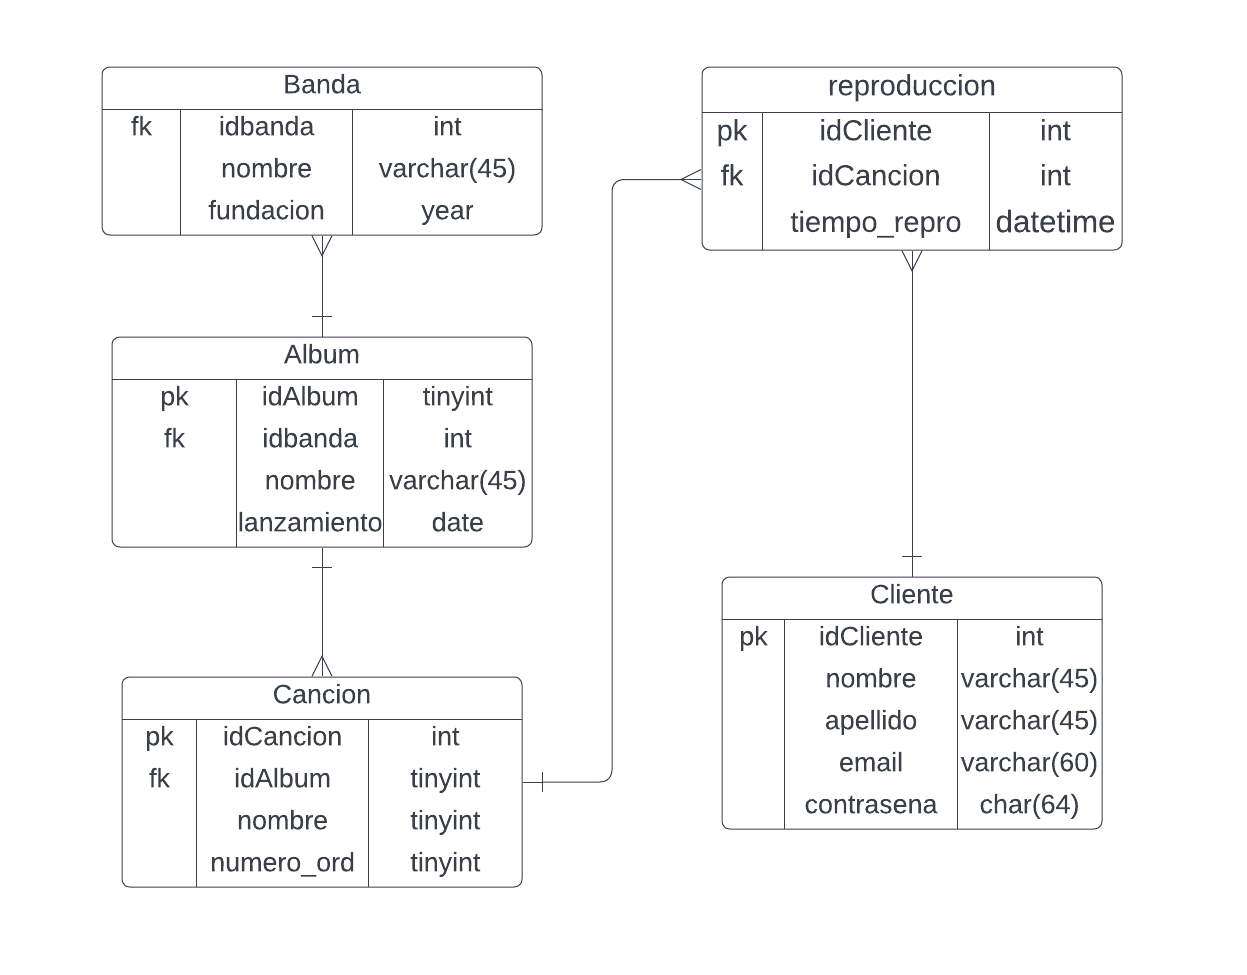 Banda
fk idbanda int
nombre varchar(45)
fundacion year
Album
pk idAlbum tinyint
fk idbanda int
nombre varchar(45)
lanzamiento date
Cancion
pk idCancion int
fk idAlbum tinyint
nombre tinyint
numero_ord tinyint
reproduccion
pk idCliente int
fk idCancion int
tiempo_repro datetime
Cliente
pk idCliente int
nombre varchar(45)
apellido varchar(45)
email varchar(60)
contrasena char(64)